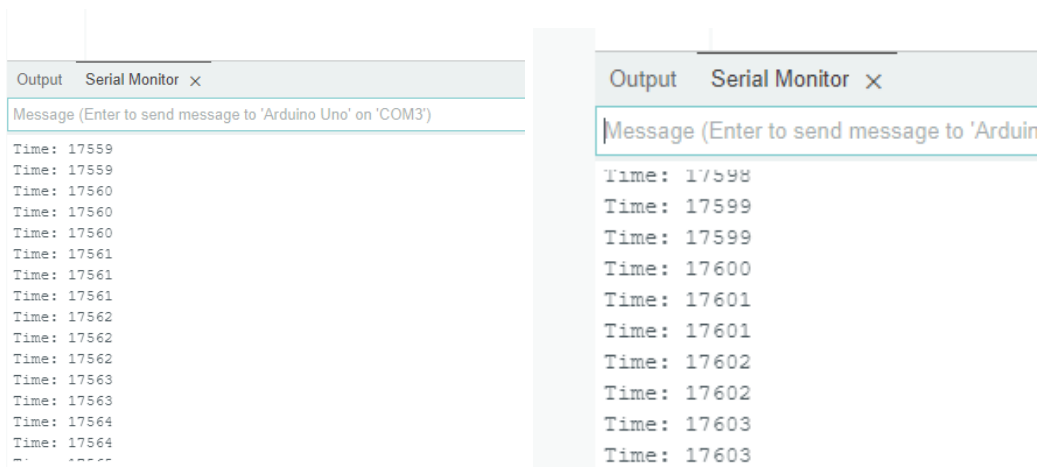 Output Serial Monitor ×
Message (Enter to send message to 'Arduino Uno' on 'COM3')
Time: 17559
Time: 17559
Time: 17560
Time: 17560
Time: 17560
Time: 17561
Time: 17561
Time: 17561
Time: 17562
Time: 17562
Time: 17562
Time: 17563
Time: 17563
Time: 17564
Time: 17564
Output Serial Monitor ×
Message (Enter to send message to 'Arduin
Time: 17598
Time: 17599
Time: 17599
Time: 17600
Time: 17601
Time: 17601
Time: 17602
Time: 17602
Time: 17603
Time: 17603